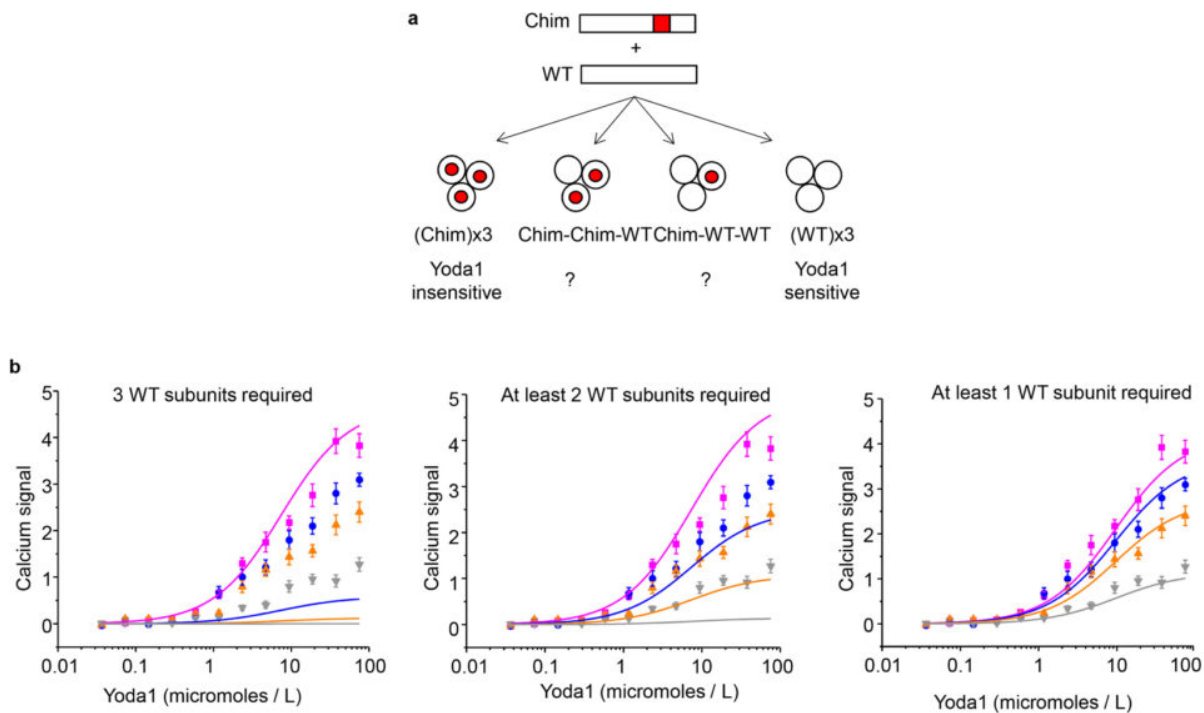 a
Chim
+
WT
(Chim)x3 Chim-Chim-WT Chim-WT-WT (WT)x3
Yoda1 insensitive ? ? Yoda1 sensitive
b
3 WT subunits required
At least 2 WT subunits required
At least 1 WT subunit required
Calcium signal
5
4
3
2
1
0
0.01 0.1 1 10 100
Yoda1 (micromoles / L)
Calcium signal
5
4
3
2
1
0
0.01 0.1 1 10 100
Yoda1 (micromoles / L)
Calcium signal
5
4
3
2
1
0
0.01 0.1 1 10 100
Yoda1 (micromoles / L)